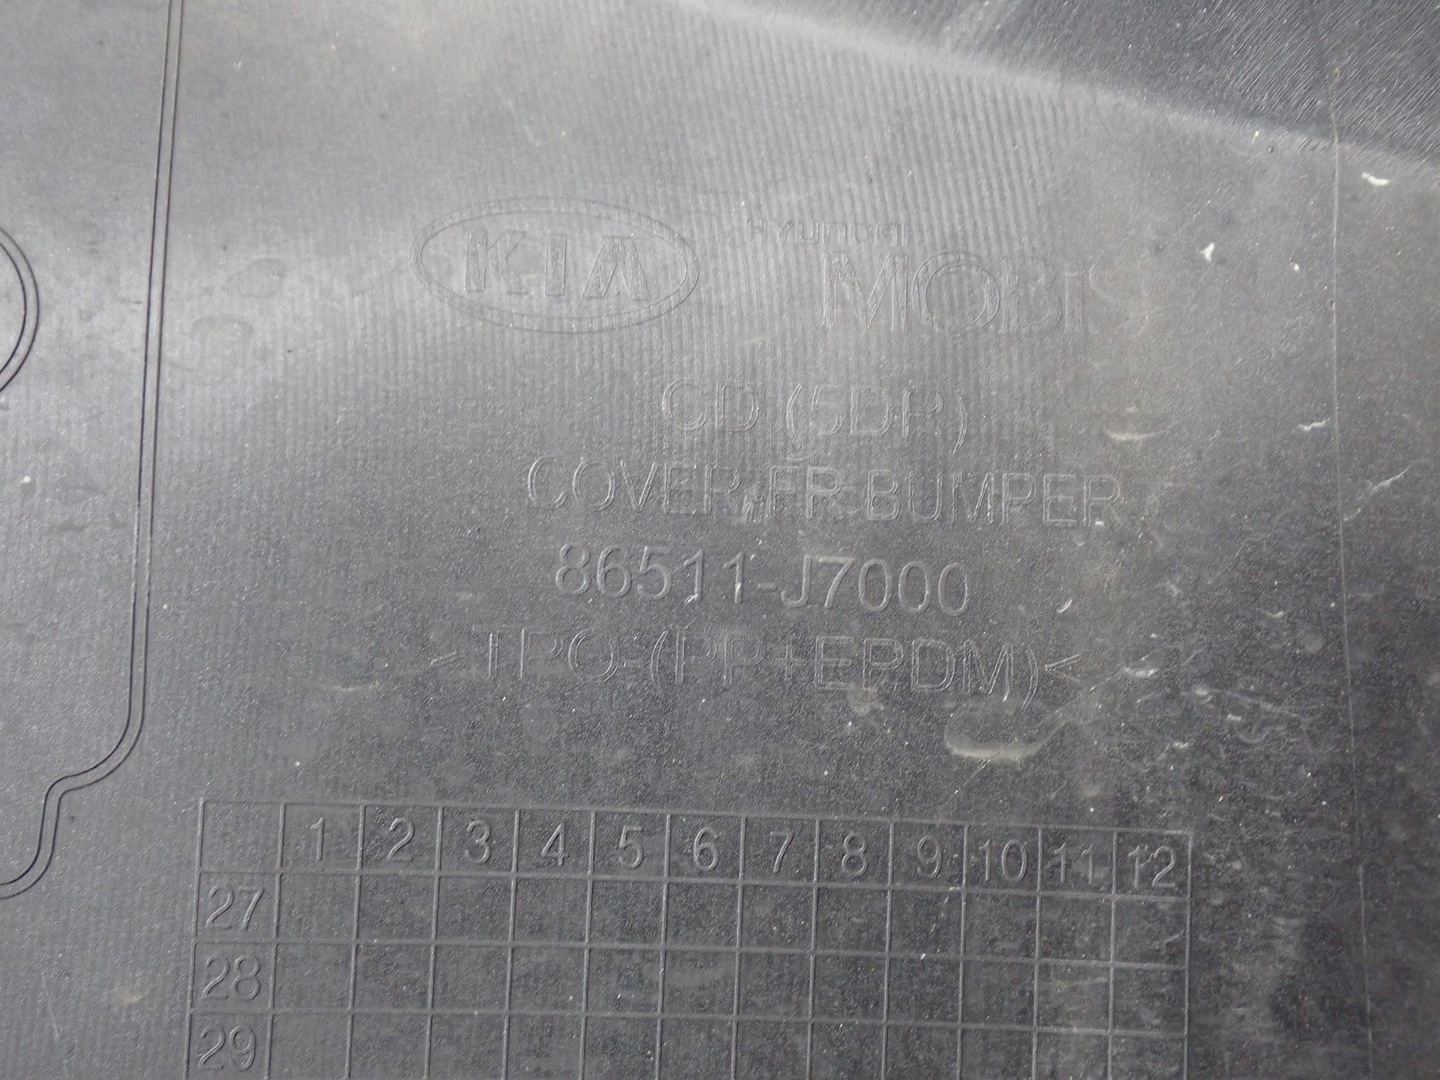 KIA HYUNDAI MOBIS
CD (5DR)
COVER-FR BUMPER
86511-J7000
>TPO-(PP+EPDM)<
1 2 3 4 5 6 7 8 9 10 11 12
27
28
29